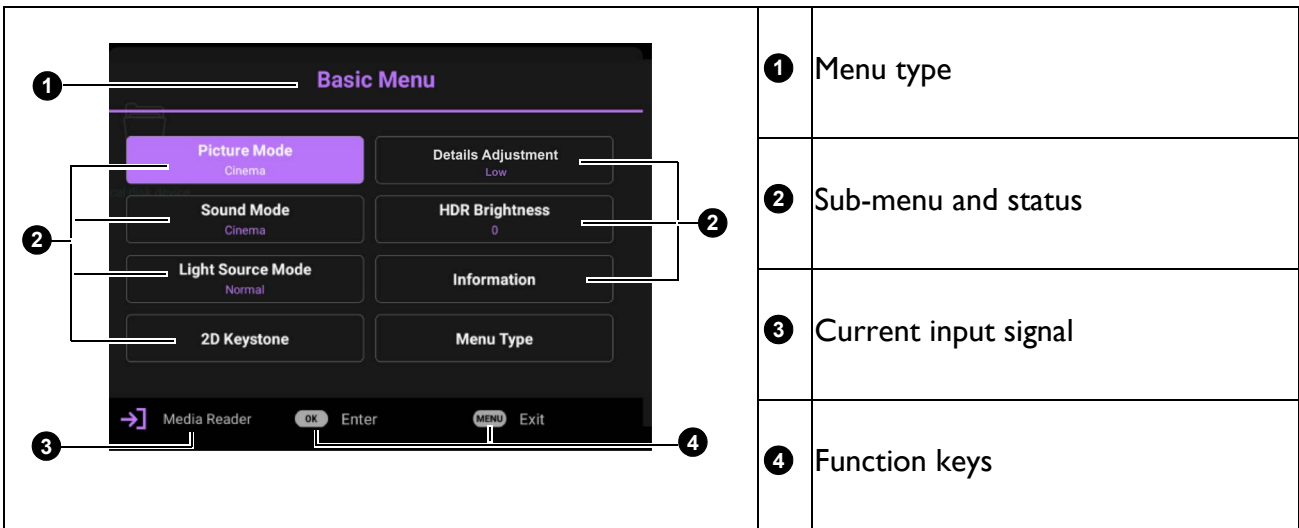 1
Basic Menu
Picture Mode
Cinema
Details Adjustment
Low
Sound Mode
Cinema
HDR Brightness
0
2
2
Light Source Mode
Normal
Information
2D Keystone
Menu Type
Media Reader
OK Enter
MENU Exit
3
4
1 Menu type
2 Sub-menu and status
3 Current input signal
4 Function keys